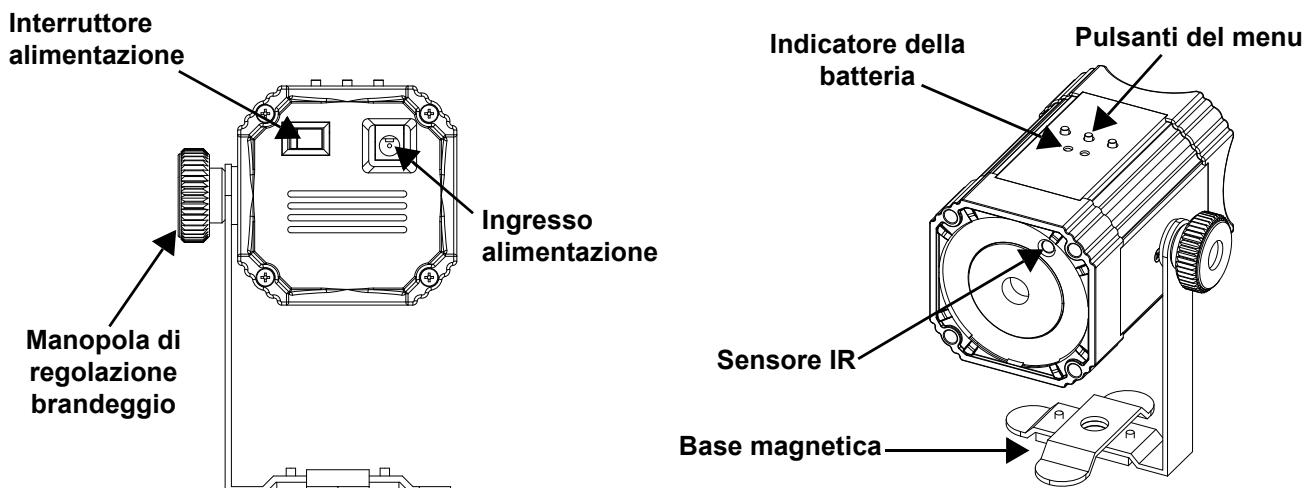 Interruttore
alimentazione
Indicatore della
batteria
Pulsanti del menu
Ingresso
alimentazione
Manopola di
regolazione
brandeggio
Sensore IR
Base magnetica